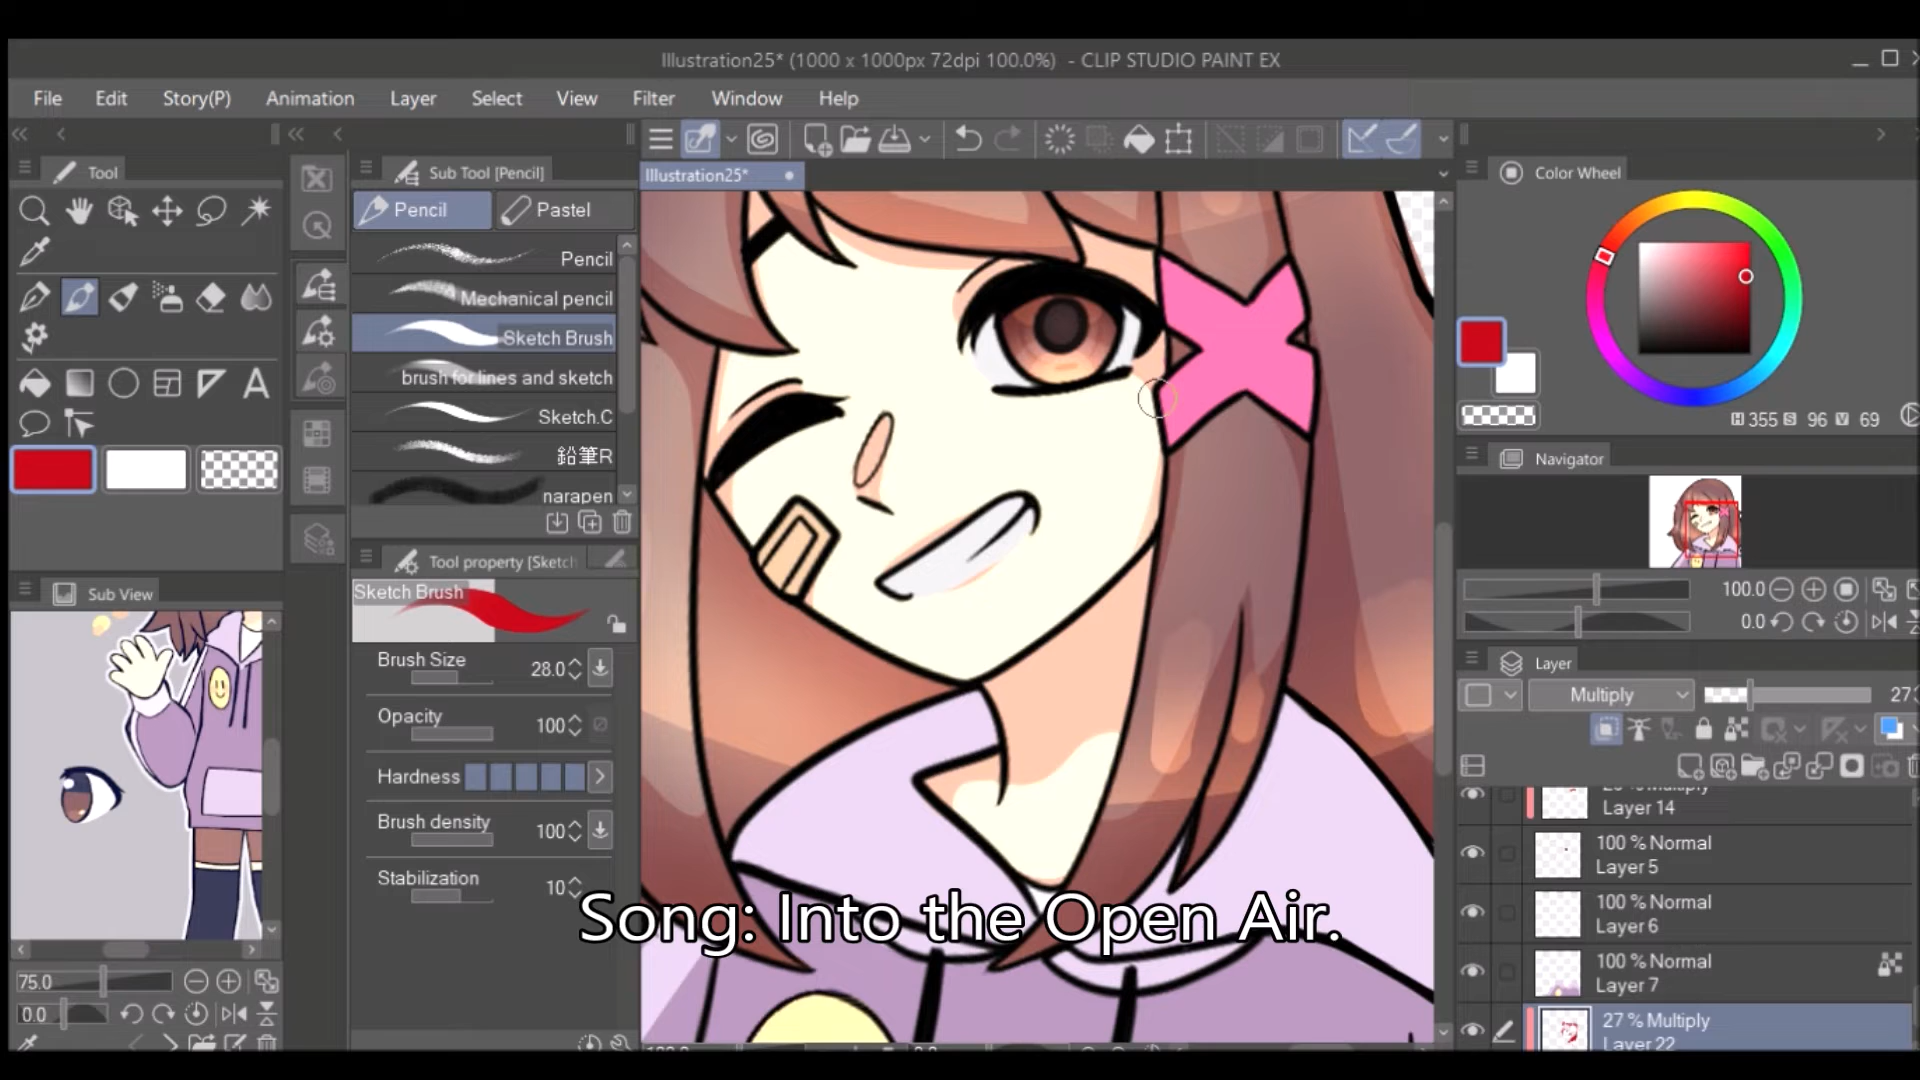 Illustration25* (1000 x 1000px 72dpi 100.0%) - CLIP STUDIO PAINT EX
File Edit Story(P) Animation Layer Select View Filter Window Help
Tool
Sub Tool [Pencil]
Illustration25*
Color Wheel
Pencil Pastel
Pencil
Mechanical pencil
Sketch Brush
brush for lines and sketch
Sketch.C
鉛筆R
narapen
H 355 S 96 V 69
Navigator
Tool property [Sketch
Sketch Brush
Sub View
100.0
0.0
Brush Size 28.0
Opacity 100
Hardness
Brush density 100
Stabilization 10
Layer
Multiply 27
Layer 14
100 % Normal
Layer 5
100 % Normal
Layer 6
100 % Normal
Layer 7
27 % Multiply
Layer 22
75.0
0.0
Song: Into the Open Air.